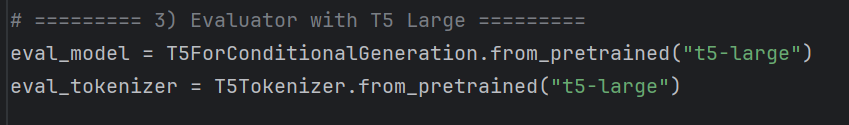 # ========= 3) Evaluator with T5 Large =========
eval_model = T5ForConditionalGeneration.from_pretrained("t5-large")
eval_tokenizer = T5Tokenizer.from_pretrained("t5-large")